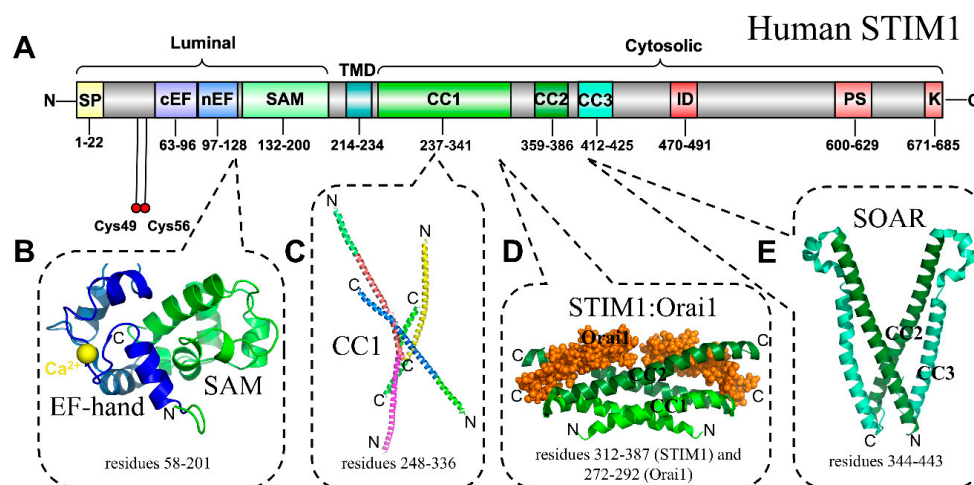 Human STIM1
A
Luminal
Cytosolic
TMD
N
SP
cEF
nEF
SAM
CC1
CC2
CC3
ID
PS
K
C
1-22
63-96
97-128
132-200
214-234
237-341
359-386
412-425
470-491
600-629
671-685
Cys49
Cys56
B
Ca2+
C
EF-hand
SAM
N
residues 58-201
C
N
N
C
C
CC1
C
N
N
residues 248-336
D
STIM1:Orai1
Orai1
C
C
CC2
C
C
CC1
N
N
residues 312-387 (STIM1) and
272-292 (Orai1)
E
SOAR
CC2
CC3
C
N
residues 344-443